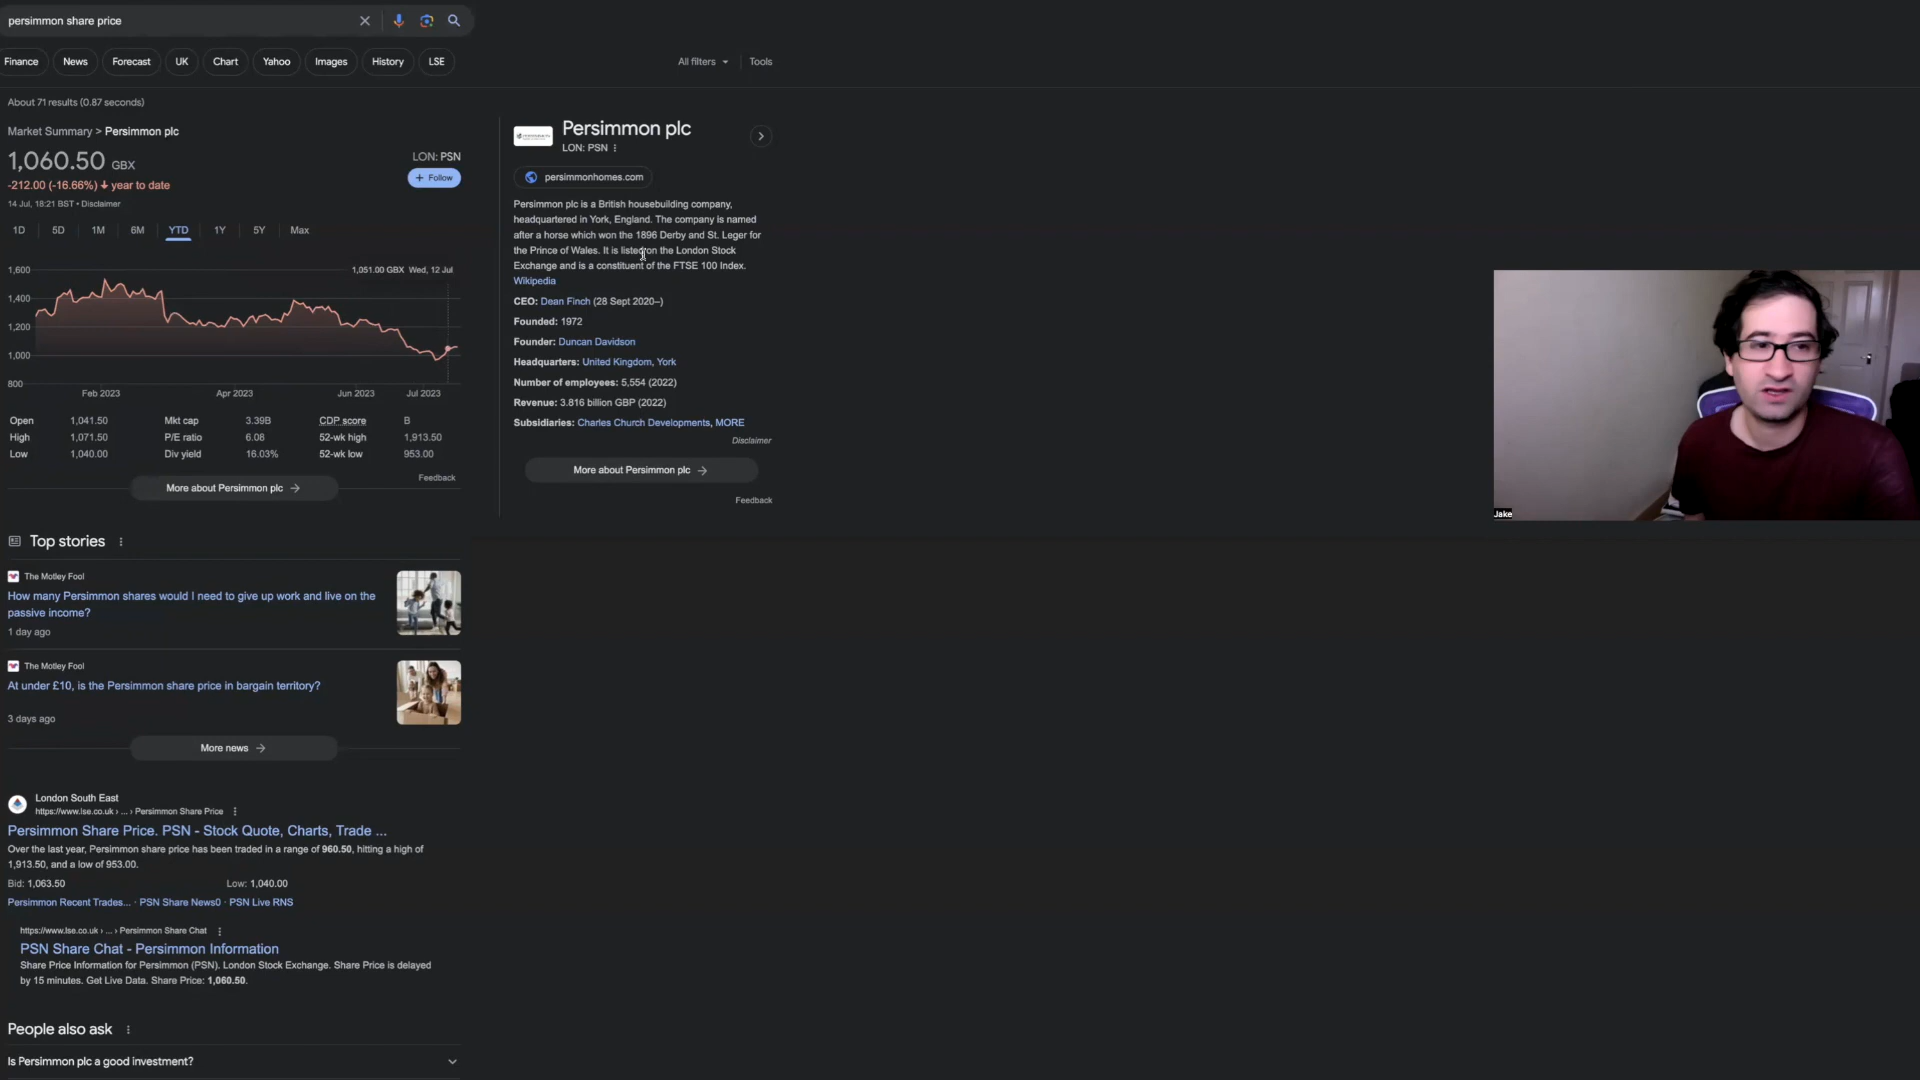 persimmon share price
Finance
News
Forecast
UK
Chart
Yahoo
Images
History
LSE
All filters
Tools
About 71 results (0.87 seconds)
Market Summary > Persimmon plc
1,060.50 GBX
LON: PSN
-212.00 (-16.66%) year to date
+ Follow
14 Jul, 18:21 BST • Disclaimer
1D
5D
1M
6M
YTD
1Y
5Y
Max
1,600
1,400
1,200
1,000
800
1,051.00 GBX Wed, 12 Jul
Feb 2023
Apr 2023
Jun 2023
Jul 2023
Open 1,041.50 Mkt cap 3.39B CDP score B
High 1,071.50 P/E ratio 6.08 52-wk high 1,913.50
Low 1,040.00 Div yield 16.03% 52-wk low 953.00
Feedback
More about Persimmon plc →
Persimmon plc
LON: PSN
persimmonhomes.com
Persimmon plc is a British housebuilding company,
headquartered in York, England. The company is named
after a horse which won the 1896 Derby and St. Leger for
the Prince of Wales. It is listed on the London Stock
Exchange and is a constituent of the FTSE 100 Index.
Wikipedia
CEO: Dean Finch (28 Sept 2020–)
Founded: 1972
Founder: Duncan Davidson
Headquarters: United Kingdom, York
Number of employees: 5,554 (2022)
Revenue: 3.816 billion GBP (2022)
Subsidiaries: Charles Church Developments, MORE
Disclaimer
More about Persimmon plc →
Feedback
Jake
Top stories
The Motley Fool
How many Persimmon shares would I need to give up work and live on the
passive income?
1 day ago
The Motley Fool
At under £10, is the Persimmon share price in bargain territory?
3 days ago
More news →
London South East
https://www.lse.co.uk › ... › Persimmon Share Price
Persimmon Share Price. PSN - Stock Quote, Charts, Trade ...
Over the last year, Persimmon share price has been traded in a range of 960.50, hitting a high of
1,913.50, and a low of 953.00.
Bid: 1,063.50
Low: 1,040.00
Persimmon Recent Trades... · PSN Share News0 · PSN Live RNS
https://www.lse.co.uk › ... › Persimmon Share Chat
PSN Share Chat - Persimmon Information
Share Price Information for Persimmon (PSN). London Stock Exchange. Share Price is delayed
by 15 minutes. Get Live Data. Share Price: 1,060.50.
People also ask
Is Persimmon plc a good investment?